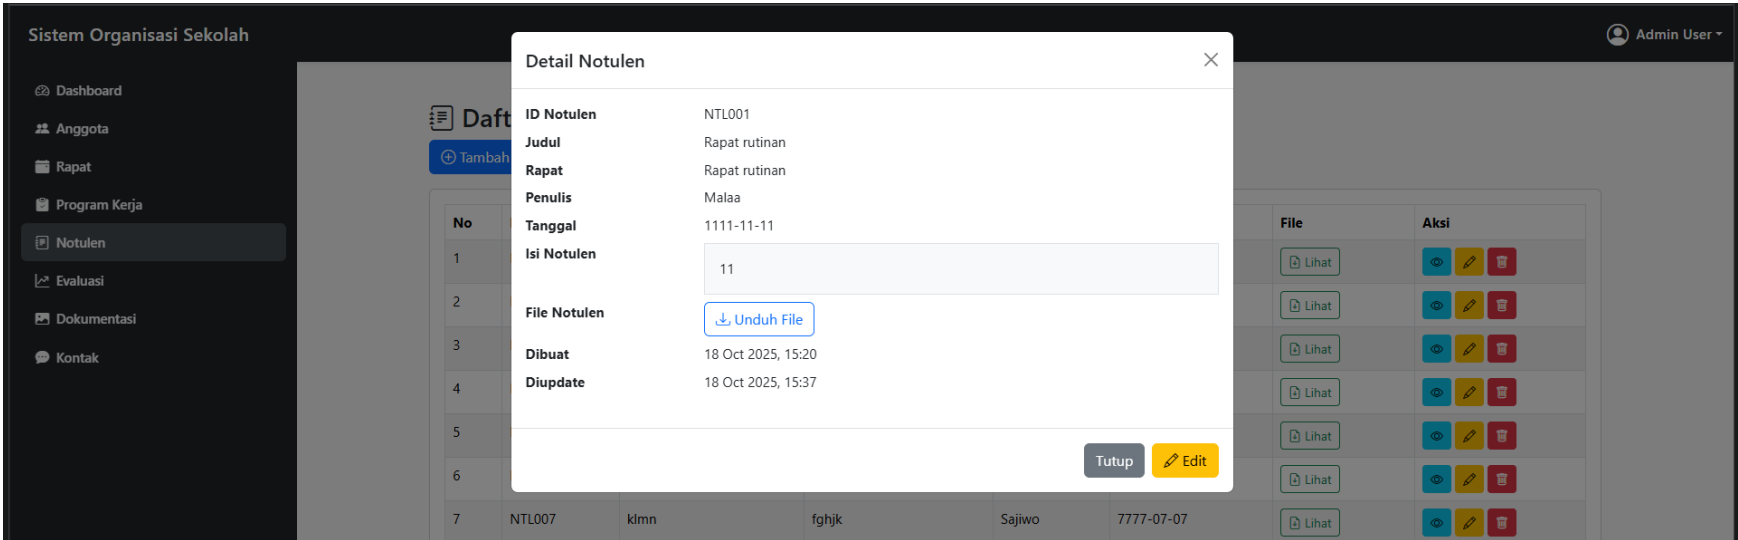 Sistem Organisasi Sekolah
Admin User
Dashboard
Anggota
Rapat
Program Kerja
Notulen
Evaluasi
Dokumentasi
Kontak
Daft
Tambah
Detail Notulen
ID Notulen NTL001
Judul Rapat rutinan
Rapat Rapat rutinan
Penulis Malaa
Tanggal 1111-11-11
Isi Notulen 11
File Notulen Unduh File
Dibuat 18 Oct 2025, 15:20
Diupdate 18 Oct 2025, 15:37
Tutup Edit
No File Aksi
1 Lihat
2 Lihat
3 Lihat
4 Lihat
5 Lihat
6 Lihat
7 NTL007 klmn fghjk Sajiwo 7777-07-07 Lihat